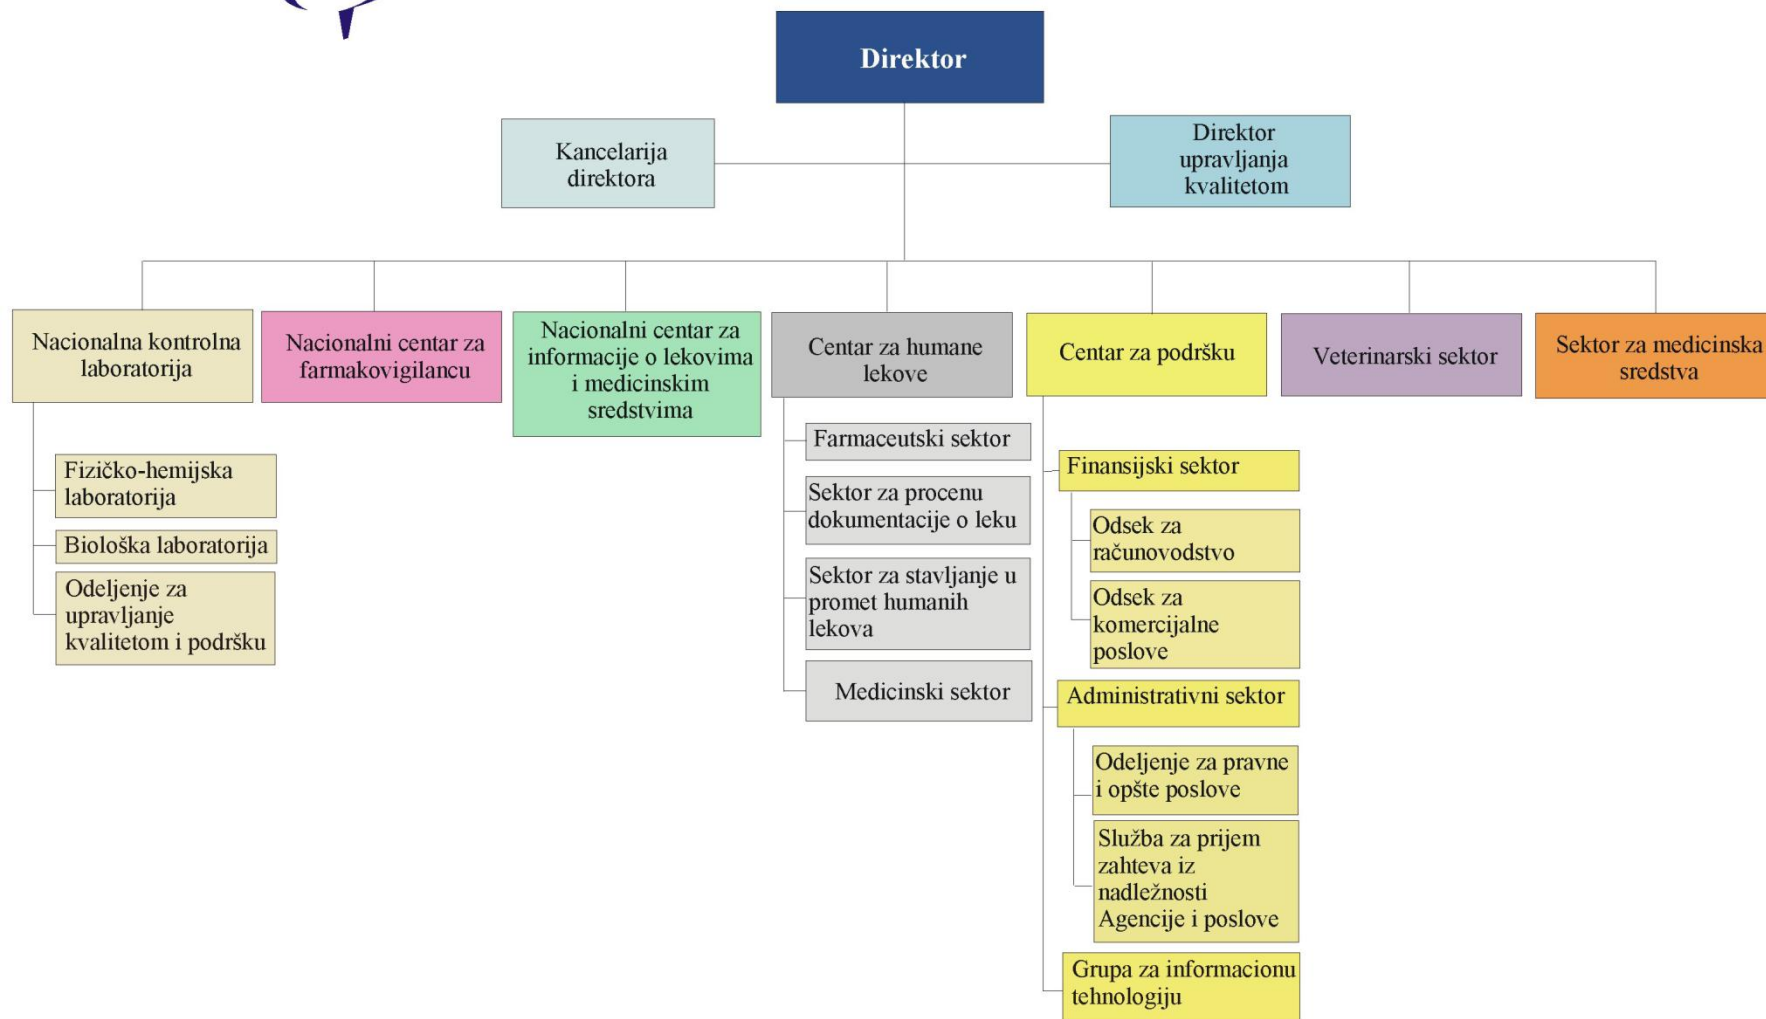 Direktor
Kancelarija
direktora
Direktor
upravljanja
kvalitetom
Nacionalna kontrolna
laboratorija
Nacionalni centar za
farmakovigilancu
Nacionalni centar za
informacije o lekovima
i medicinskim
sredstvima
Centar za humane
lekove
Centar za podršku
Veterinarski sektor
Sektor za medicinska
sredstva
Fizičko-hemijska
laboratorija
Biološka laboratorija
Odeljenje za
upravljanje
kvalitetom i podršku
Farmaceutski sektor
Sektor za procenu
dokumentacije o leku
Sektor za stavljanje u
promet humanih
lekova
Medicinski sektor
Finansijski sektor
Odsek za
računovodstvo
Odsek za
komercijalne
poslove
Administrativni sektor
Odeljenje za pravne
i opšte poslove
Služba za prijem
zahteva iz
nadležnosti
Agencije i poslove
Grupa za informacionu
tehnologiju